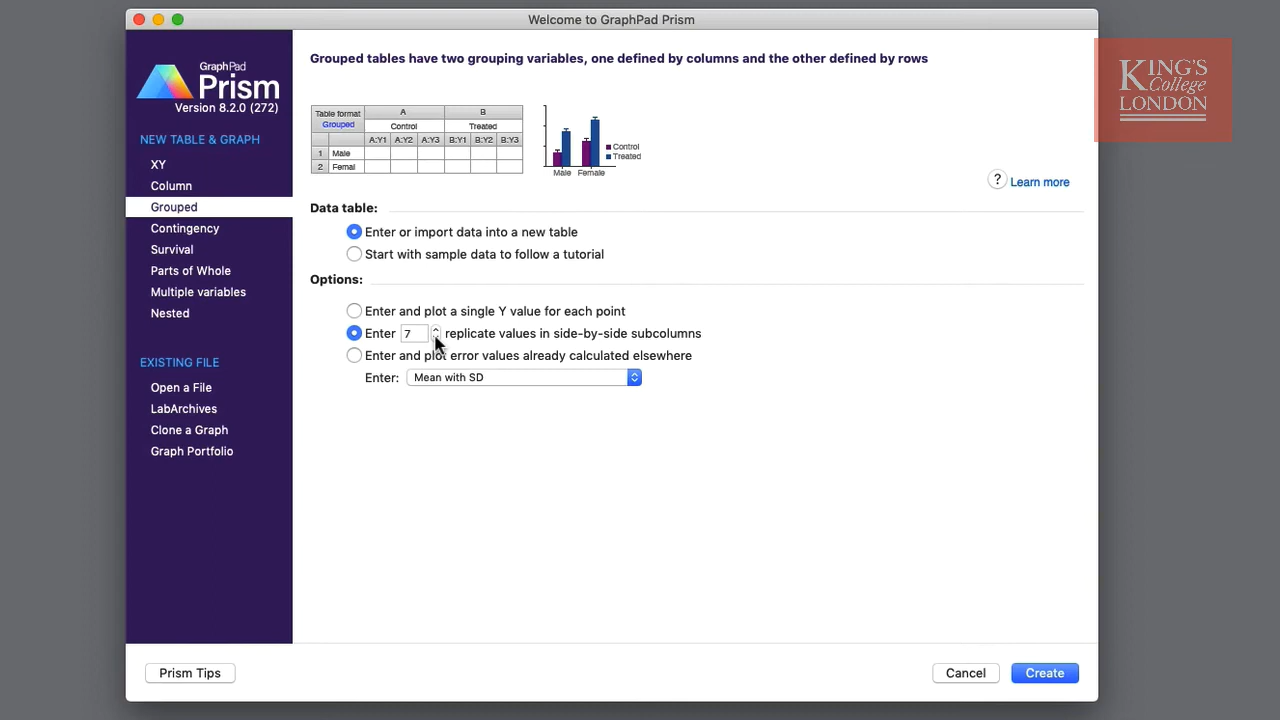 Welcome to GraphPad Prism
GraphPad
Prism
Version 8.2.0 (272)
NEW TABLE & GRAPH
XY
Column
Grouped
Contingency
Survival
Parts of Whole
Multiple variables
Nested
EXISTING FILE
Open a File
LabArchives
Clone a Graph
Graph Portfolio
Prism Tips
Grouped tables have two grouping variables, one defined by columns and the other defined by rows
Table format A B
Grouped Control Treated
A:Y1 A:Y2 A:Y3 B:Y1 B:Y2 B:Y3
1 Male
2 Femal
Control
Treated
Male Female
? Learn more
Data table:
Enter or import data into a new table
Start with sample data to follow a tutorial
Options:
Enter and plot a single Y value for each point
Enter 7 replicate values in side-by-side subcolumns
Enter and plot error values already calculated elsewhere
Enter: Mean with SD
Cancel Create
KING'S
College
LONDON